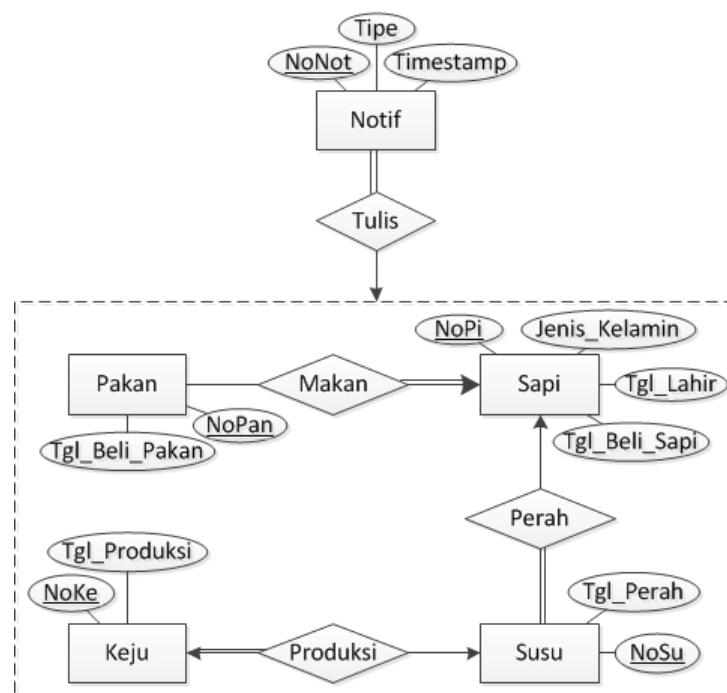 Tipe
NoNot
Timestamp
Notif
Tulis
NoPi
Jenis_Kelamin
Pakan
Makan
Sapi
Tgl_Lahir
NoPan
Tgl_Beli_Pakan
Tgl_Beli_Sapi
Perah
Tgl_Produksi
NoKe
Tgl_Perah
Keju
Produksi
Susu
NoSu